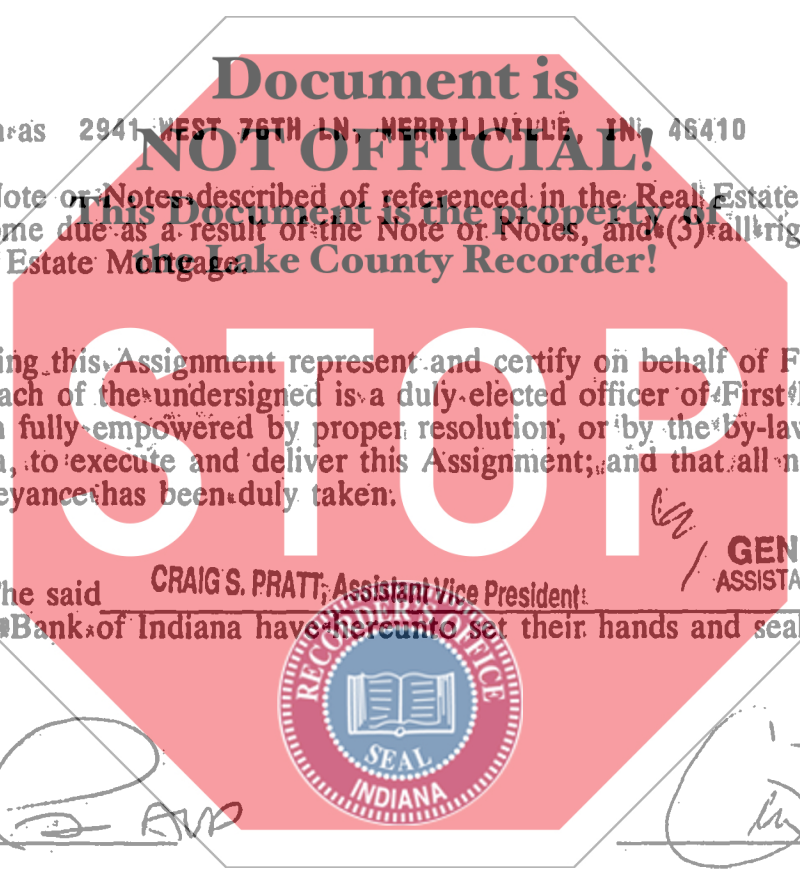 Document is
as 2941 WEST 76TH LN, MERRILLVILLE, IN, 46410
NOT OFFICIAL!
Note or Notes described of referenced in the Real Estate
This Document is the property of
me due as a result of the Note or Notes, and (3) all rig
the Lake County Recorder!
Estate Mortgage.
ing this Assignment represent and certify on behalf of F
ach of the undersigned is a duly elected officer of First
fully empowered by proper resolution, or by the by-law
, to execute and deliver this Assignment; and that all n
eyance has been duly taken.
STOP
GEN
he said CRAIG S. PRATT, Assistant Vice President
ASSISTA
Bank of Indiana have hereunto set their hands and seal
RECORDER'S OFFICE
SEAL
INDIANA
AVP